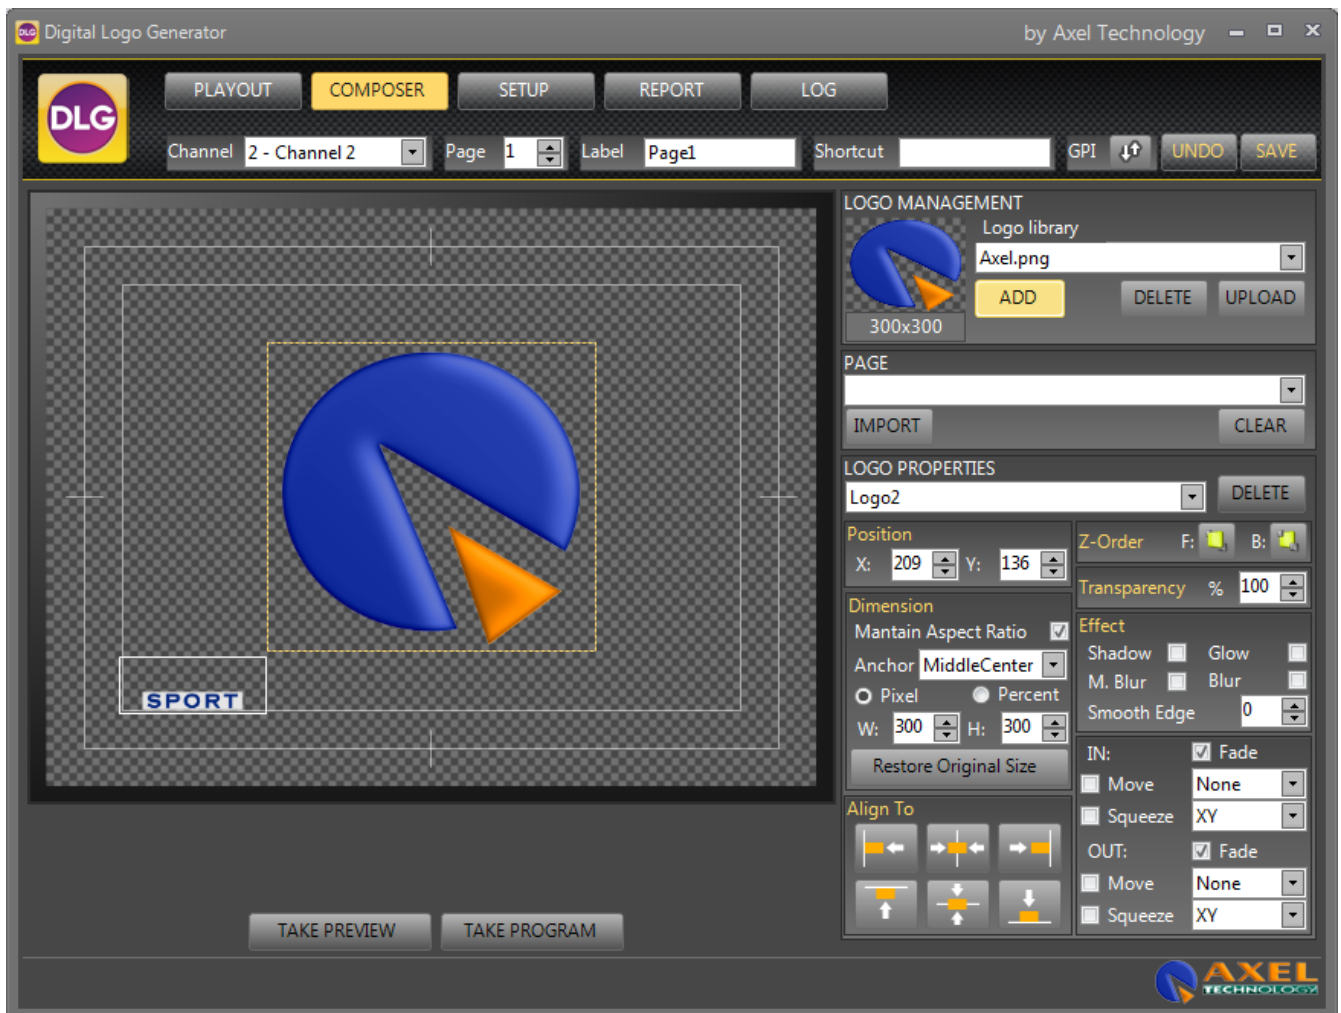 DLG Digital Logo Generator by Axel Technology
DLG
PLAYOUT COMPOSER SETUP REPORT LOG
Channel 2 - Channel 2 Page 1 Label Page1 Shortcut GPI UNDO SAVE
LOGO MANAGEMENT
Logo library
Axel.png
ADD DELETE UPLOAD
300x300
PAGE
IMPORT CLEAR
LOGO PROPERTIES
Logo2 DELETE
Position
X: 209 Y: 136
Z-Order F: B:
Transparency % 100
Dimension
Mantain Aspect Ratio
Anchor MiddleCenter
Pixel Percent
W: 300 H: 300
Restore Original Size
Effect
Shadow Glow
M. Blur Blur
Smooth Edge 0
Align To
IN: Fade
Move None
Squeeze XY
OUT: Fade
Move None
Squeeze XY
SPORT
TAKE PREVIEW TAKE PROGRAM
AXEL
TECHNOLOGY